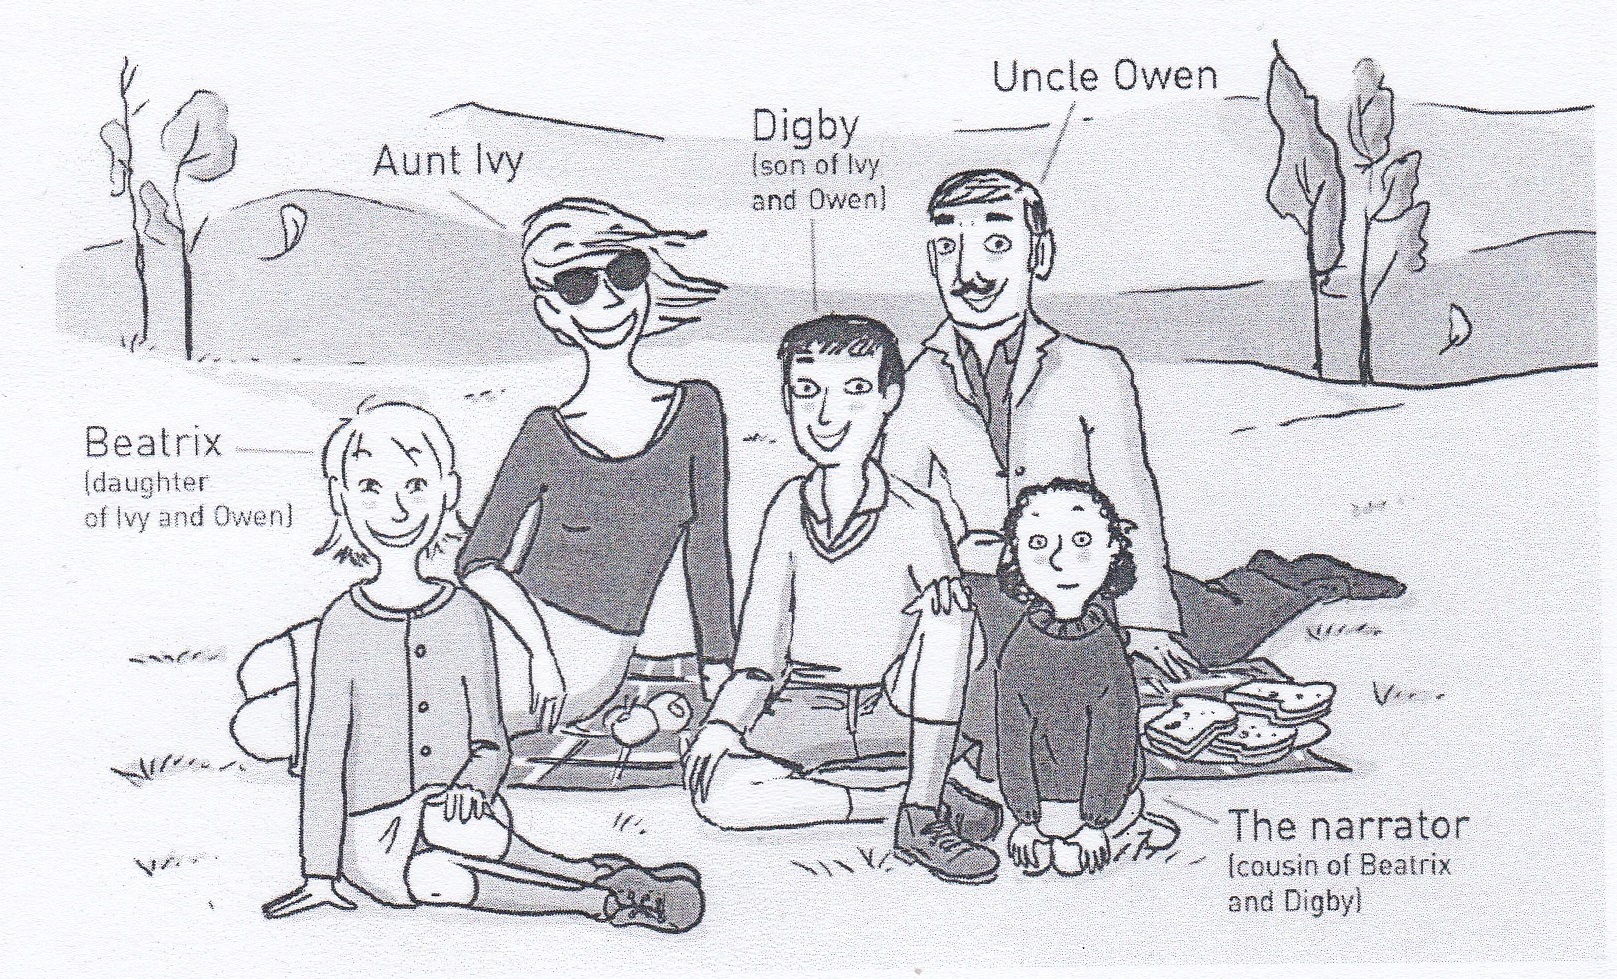 Uncle Owen
Digby
(son of Ivy
and Owen)
Aunt Ivy
Beatrix
(daughter
of Ivy and Owen)
The narrator
(cousin of Beatrix
and Digby)